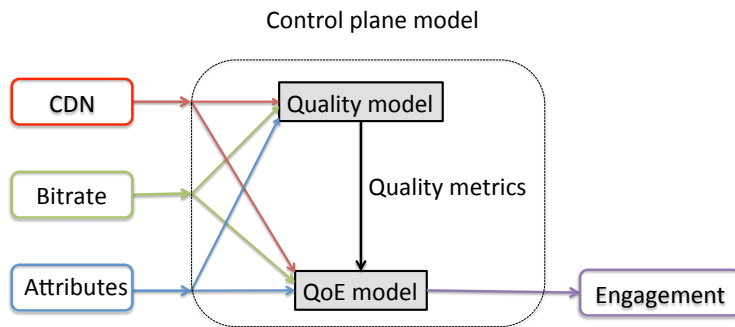 Control plane model
CDN
Quality model
Bitrate
Quality metrics
Attributes
QoE model
Engagement